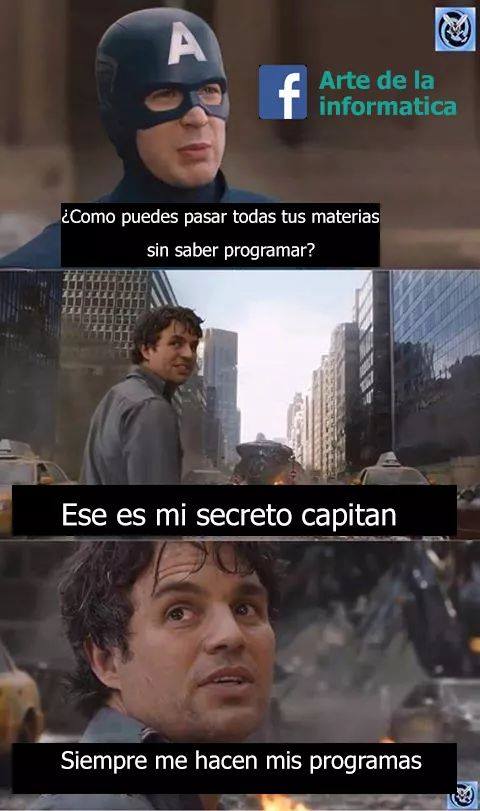 A
f
Arte de la
informatica
¿Como puedes pasar todas tus materias
sin saber programar?
Ese es mi secreto capitan
Siempre me hacen mis programas